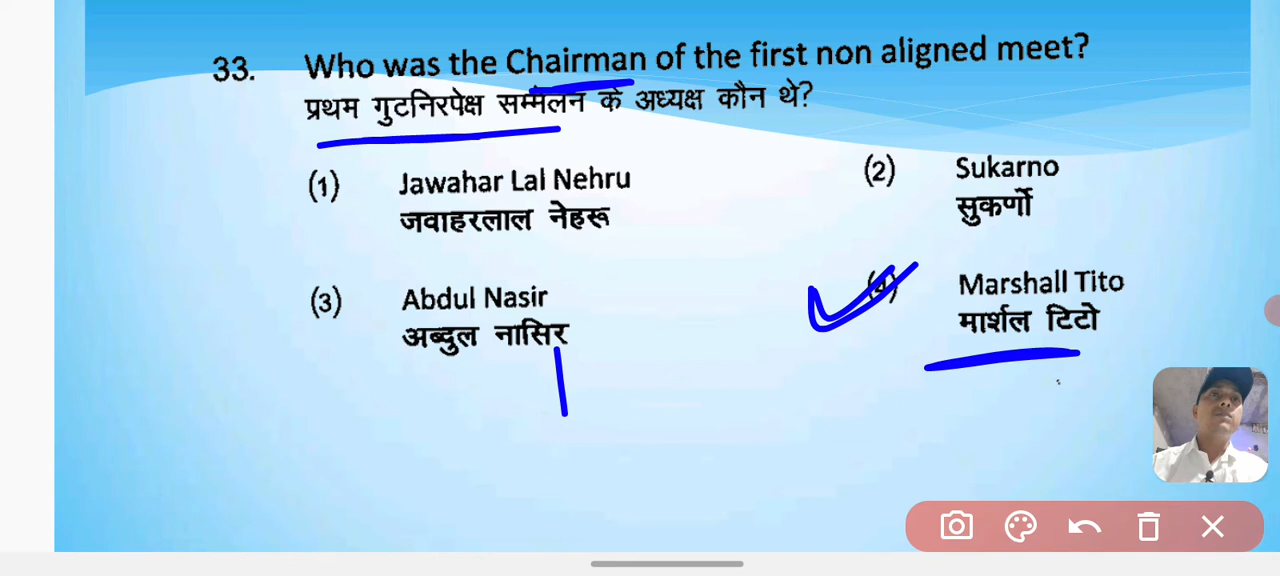 33. Who was the Chairman of the first non aligned meet?
प्रथम गुटनिरपेक्ष सम्मेलन के अध्यक्ष कौन थे?
(1) Jawahar Lal Nehru
जवाहरलाल नेहरू
(2) Sukarno
सुकर्णो
(3) Abdul Nasir
अब्दुल नासिर
(4) Marshall Tito
मार्शल टिटो